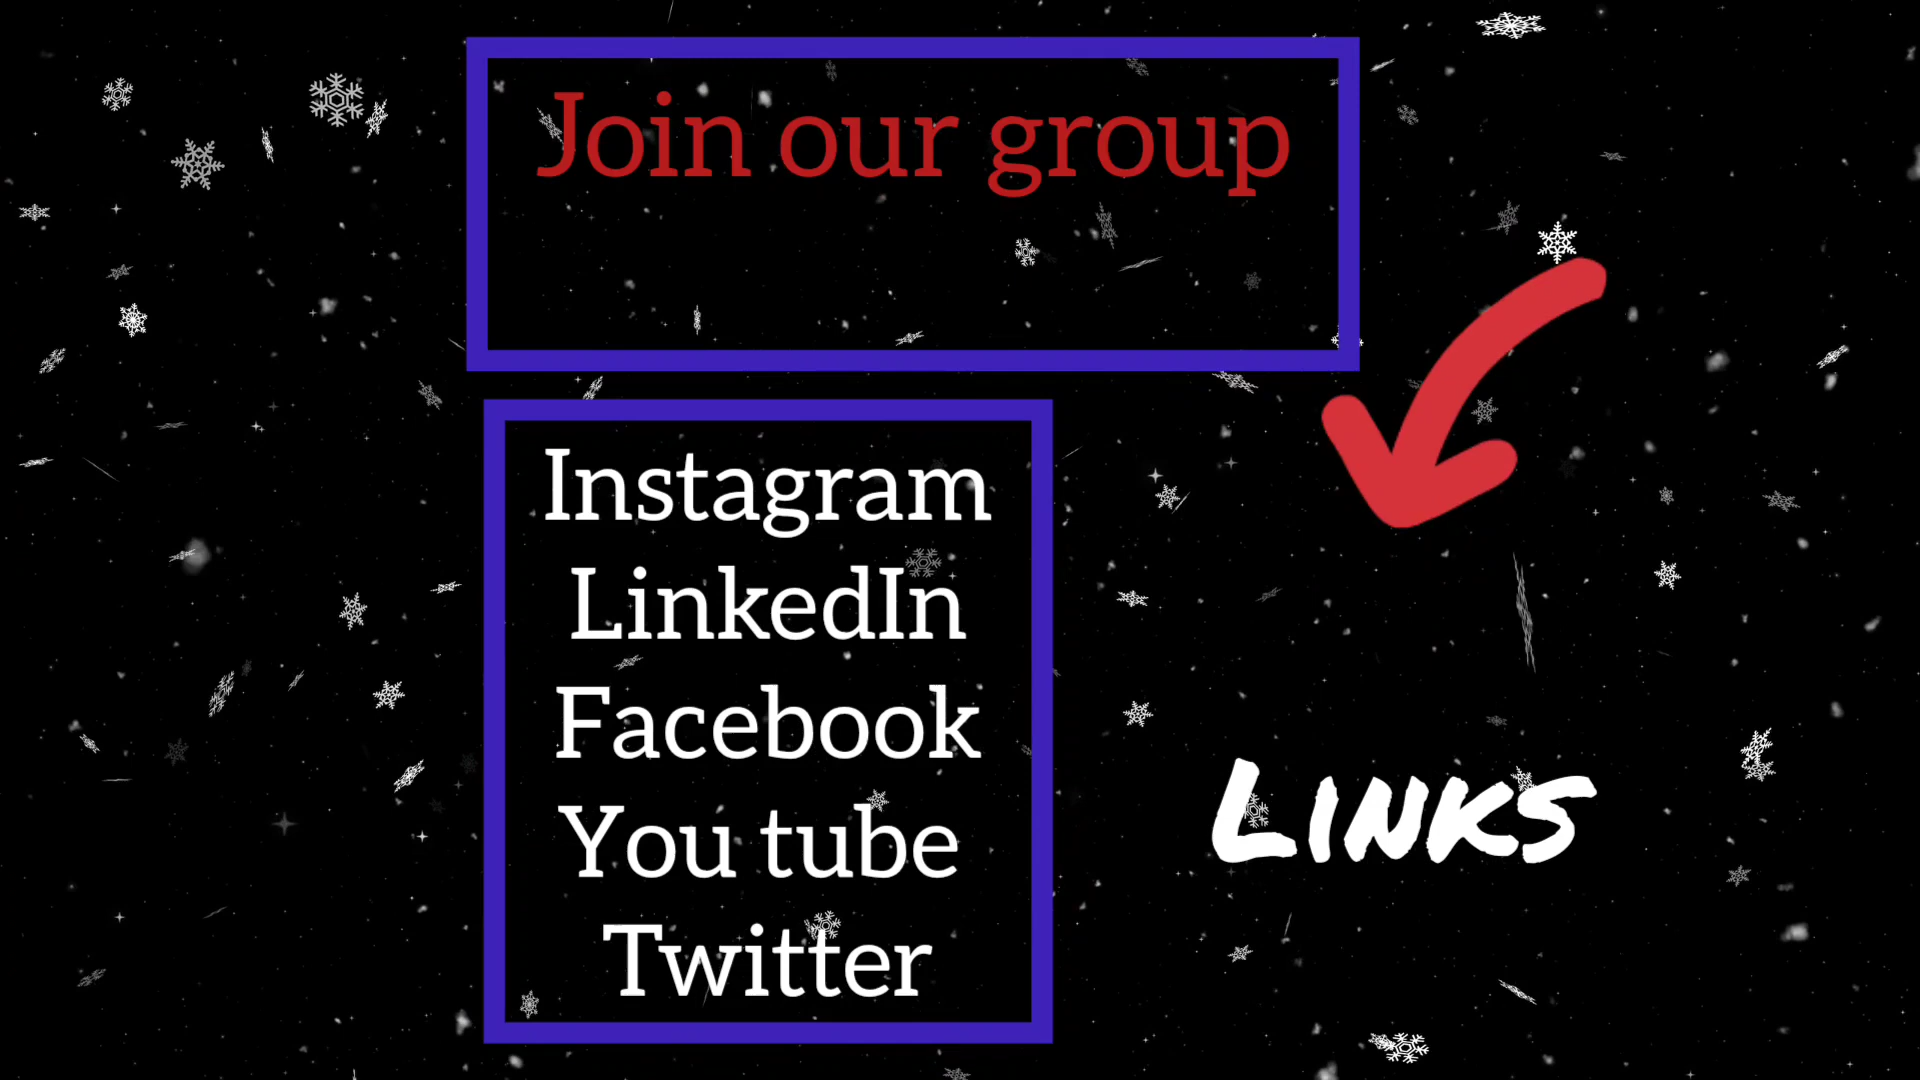 Join our group
Instagram
LinkedIn
Facebook
You tube
Twitter
LINKS